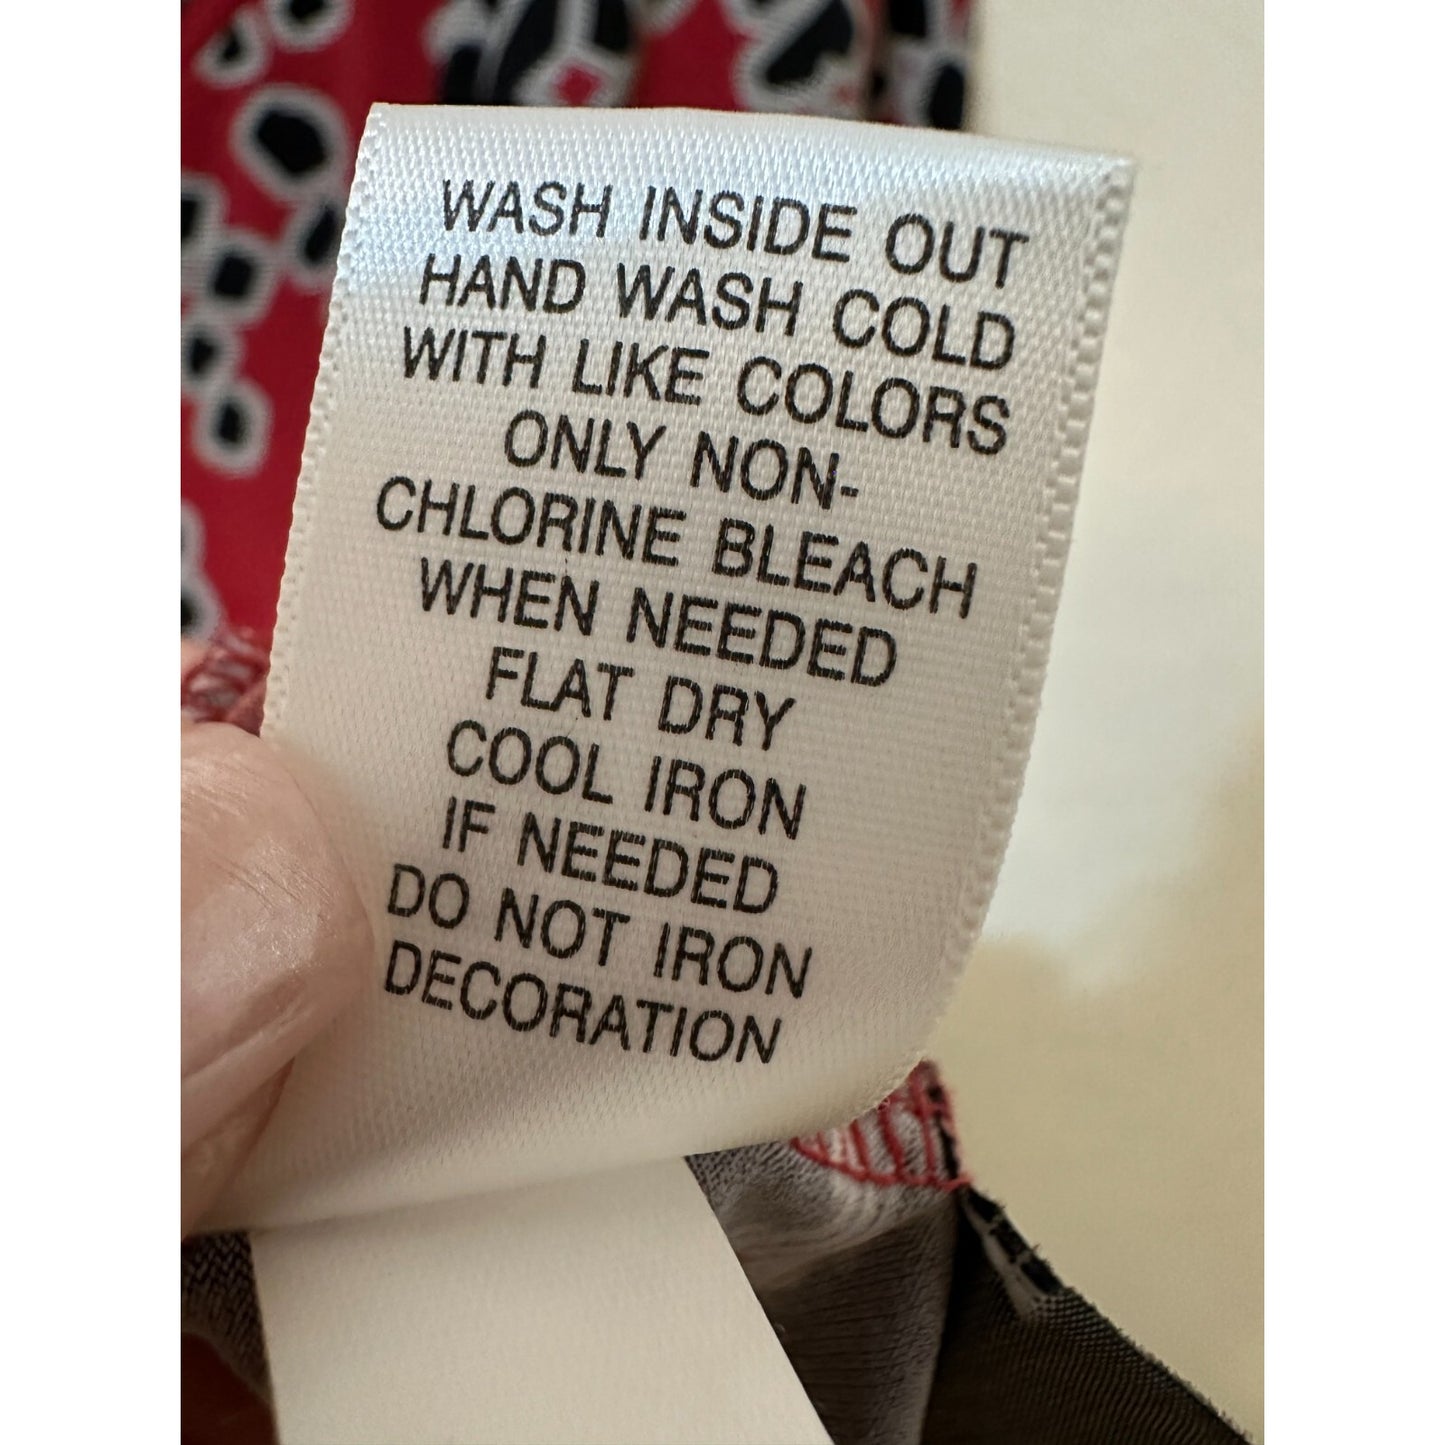 WASH INSIDE OUT
HAND WASH COLD
WITH LIKE COLORS
ONLY NON-
CHLORINE BLEACH
WHEN NEEDED
FLAT DRY
COOL IRON
IF NEEDED
DO NOT IRON
DECORATION